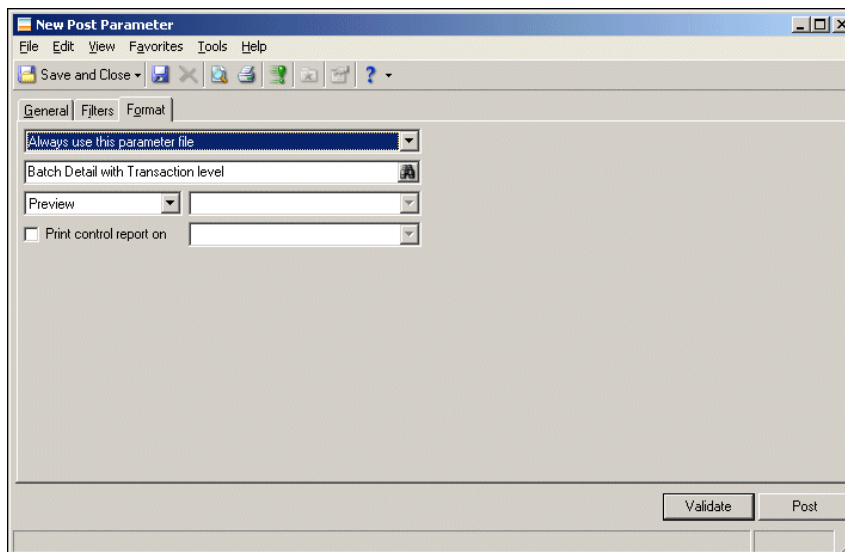 New Post Parameter
File Edit View Favorites Tools Help
Save and Close ?
General Filters Format
Always use this parameter file
Batch Detail with Transaction level
Preview
Print control report on
Validate Post